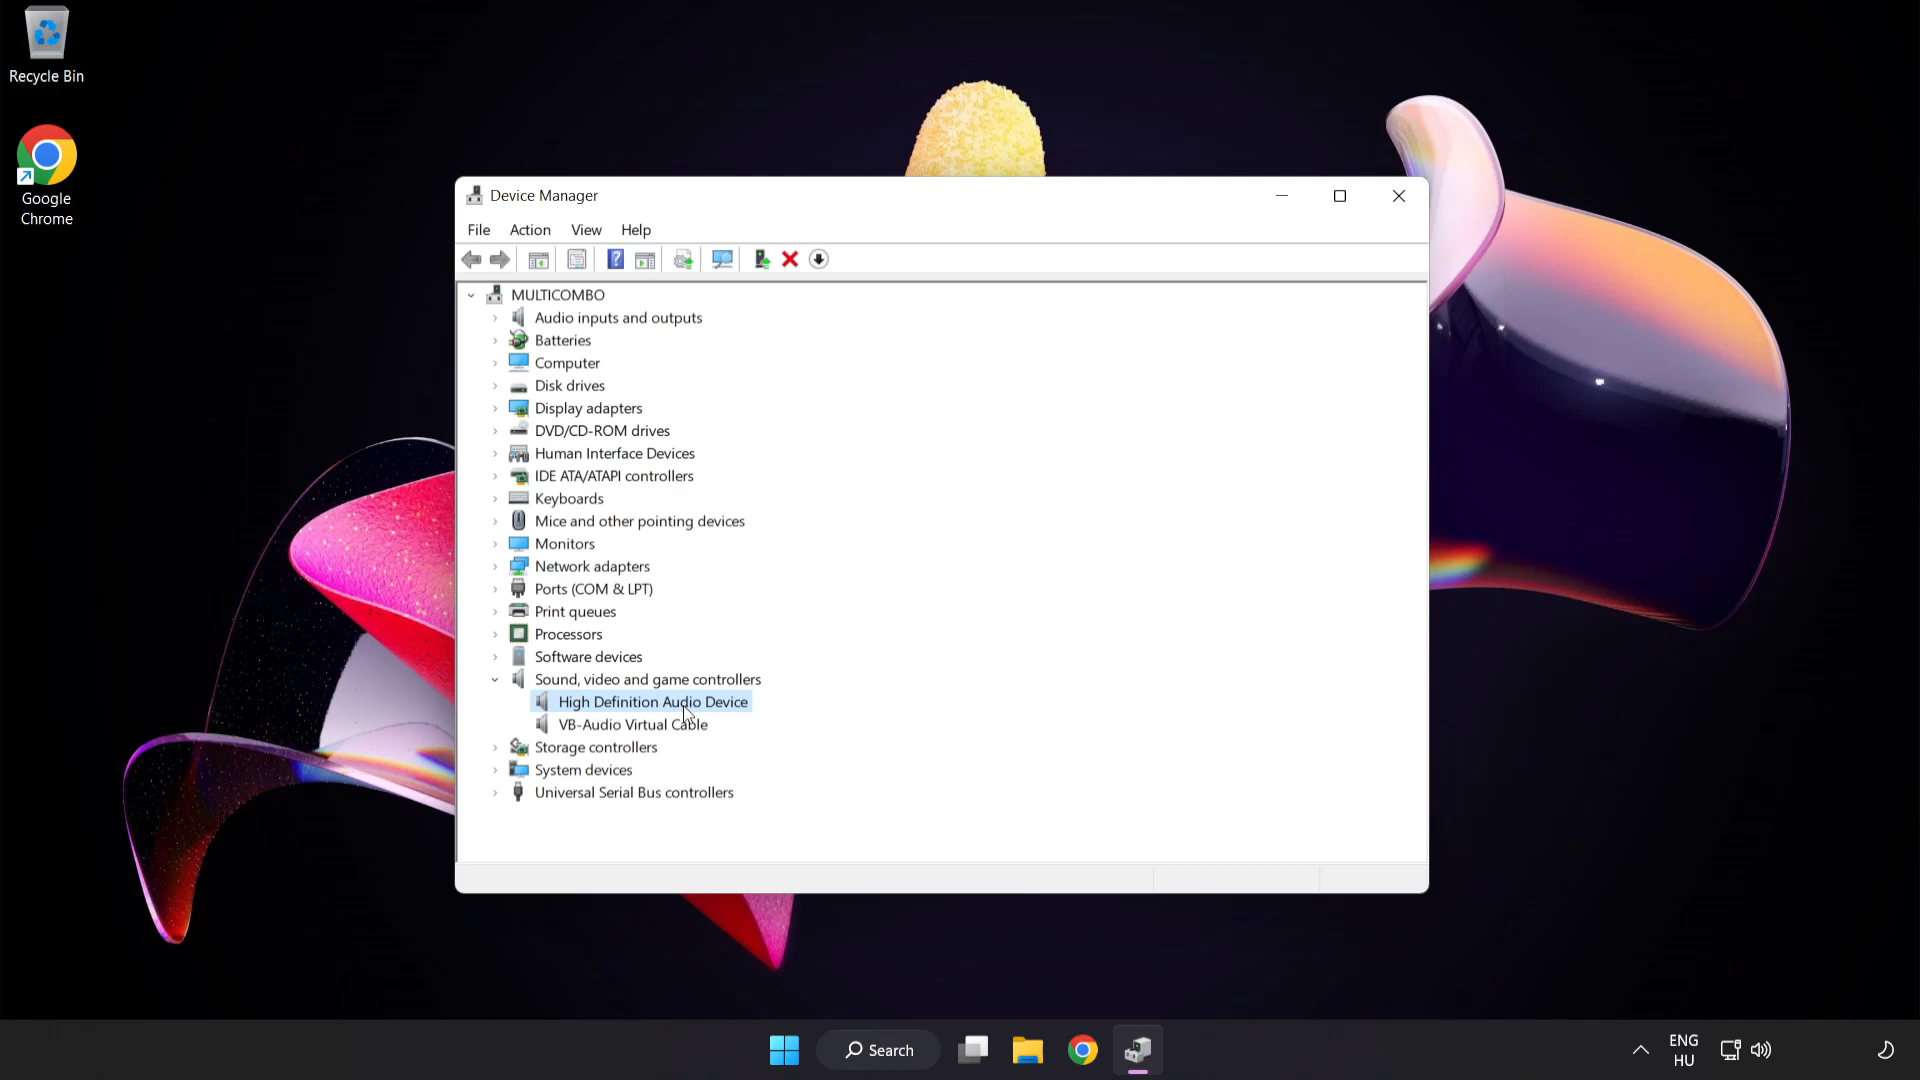 Recycle Bin
Google
Chrome
Device Manager
File Action View Help
MULTICOMBO
Audio inputs and outputs
Batteries
Computer
Disk drives
Display adapters
DVD/CD-ROM drives
Human Interface Devices
IDE ATA/ATAPI controllers
Keyboards
Mice and other pointing devices
Monitors
Network adapters
Ports (COM & LPT)
Print queues
Processors
Software devices
Sound, video and game controllers
High Definition Audio Device
VB-Audio Virtual Cable
Storage controllers
System devices
Universal Serial Bus controllers
Search
ENG
HU